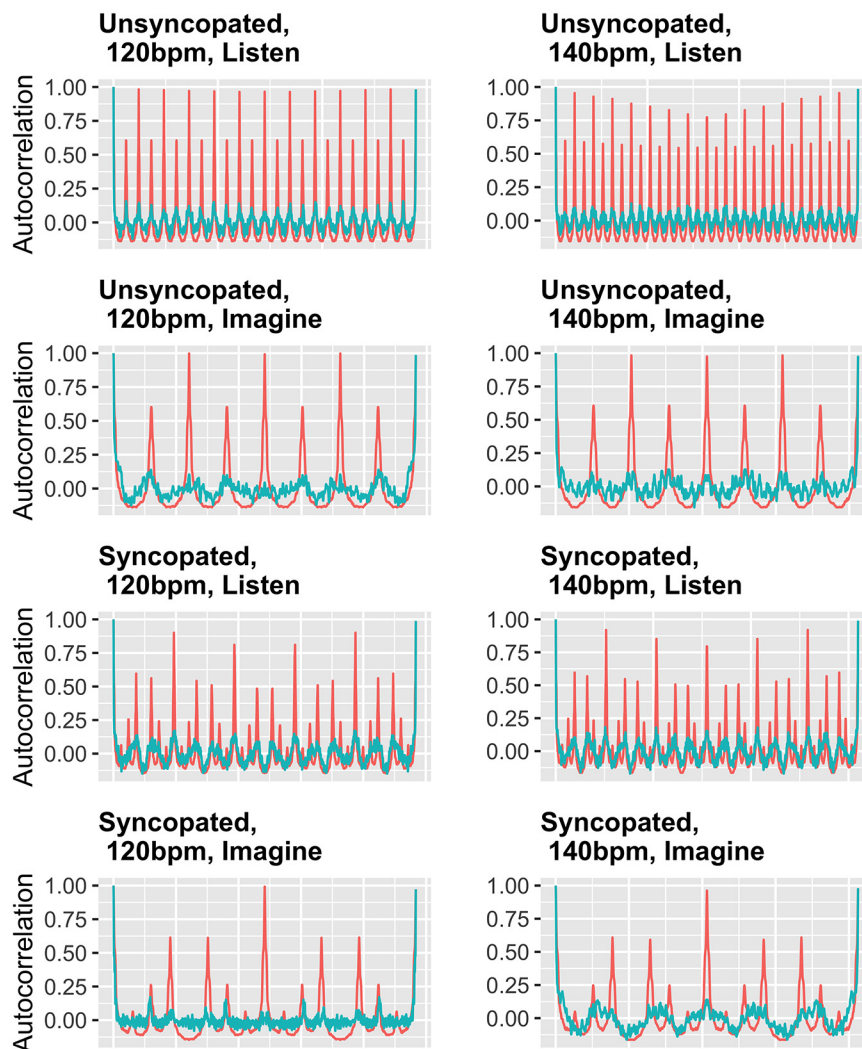 Unsyncopated,
120bpm, Listen
Unsyncopated,
140bpm, Listen
Autocorrelation
1.00
0.75
0.50
0.25
0.00
1.00
0.75
0.50
0.25
0.00
Unsyncopated,
120bpm, Imagine
Unsyncopated,
140bpm, Imagine
Autocorrelation
1.00
0.75
0.50
0.25
0.00
1.00
0.75
0.50
0.25
0.00
Syncopated,
120bpm, Listen
Syncopated,
140bpm, Listen
Autocorrelation
1.00
0.75
0.50
0.25
0.00
1.00
0.75
0.50
0.25
0.00
Syncopated,
120bpm, Imagine
Syncopated,
140bpm, Imagine
Autocorrelation
1.00
0.75
0.50
0.25
0.00
1.00
0.75
0.50
0.25
0.00